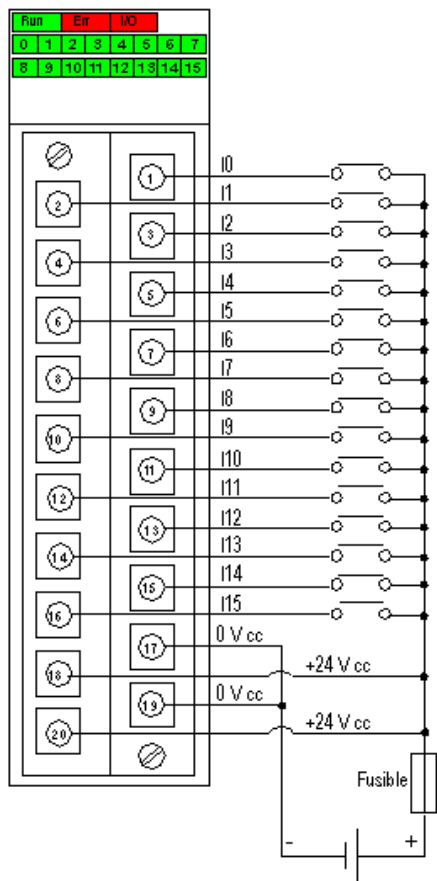 Run Err I/O
0 1 2 3 4 5 6 7
8 9 10 11 12 13 14 15
1 I0
2 I1
3 I2
4 I3
5 I4
6 I5
7 I6
8 I7
9 I8
10 I9
11 I10
12 I11
13 I12
14 I13
15 I14
16 I15
17 0 V cc
18 +24 V cc
19 0 V cc
20 +24 V cc
Fusible
- +